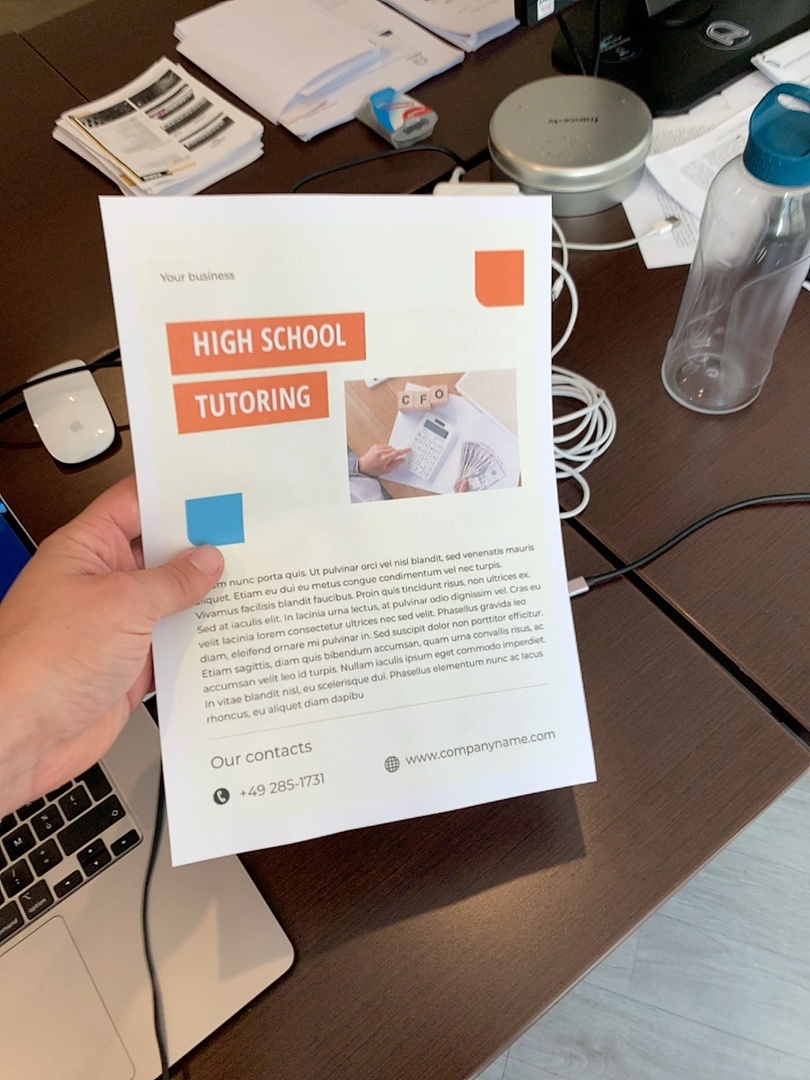 Your business
HIGH SCHOOL
TUTORING
C F O
nunc porta quis. Ut pulvinar orci vel nisl blandit, sed venenatis mauris
aliquet. Etiam eu dui eu metus congue condimentum vel nec turpis.
Vivamus facilisis blandit faucibus. Proin quis tincidunt risus, non ultrices ex.
Sed at iaculis elit. In lacinia urna lectus, at pulvinar odio dignissim vel. Cras eu
velit lacinia lorem consectetur ultrices nec sed velit. Phasellus gravida leo
diam, eleifend ornare mi pulvinar in. Sed suscipit dolor non porttitor efficitur.
Etiam sagittis, diam quis bibendum accumsan, quam urna convallis risus, ac
accumsan velit leo id turpis. Nullam iaculis ipsum eget commodo imperdiet.
In vitae blandit nisl, eu scelerisque dui. Phasellus elementum nunc ac lacus
rhoncus, eu aliquet diam dapibu
Our contacts
+49 285-1731
www.companyname.com
option